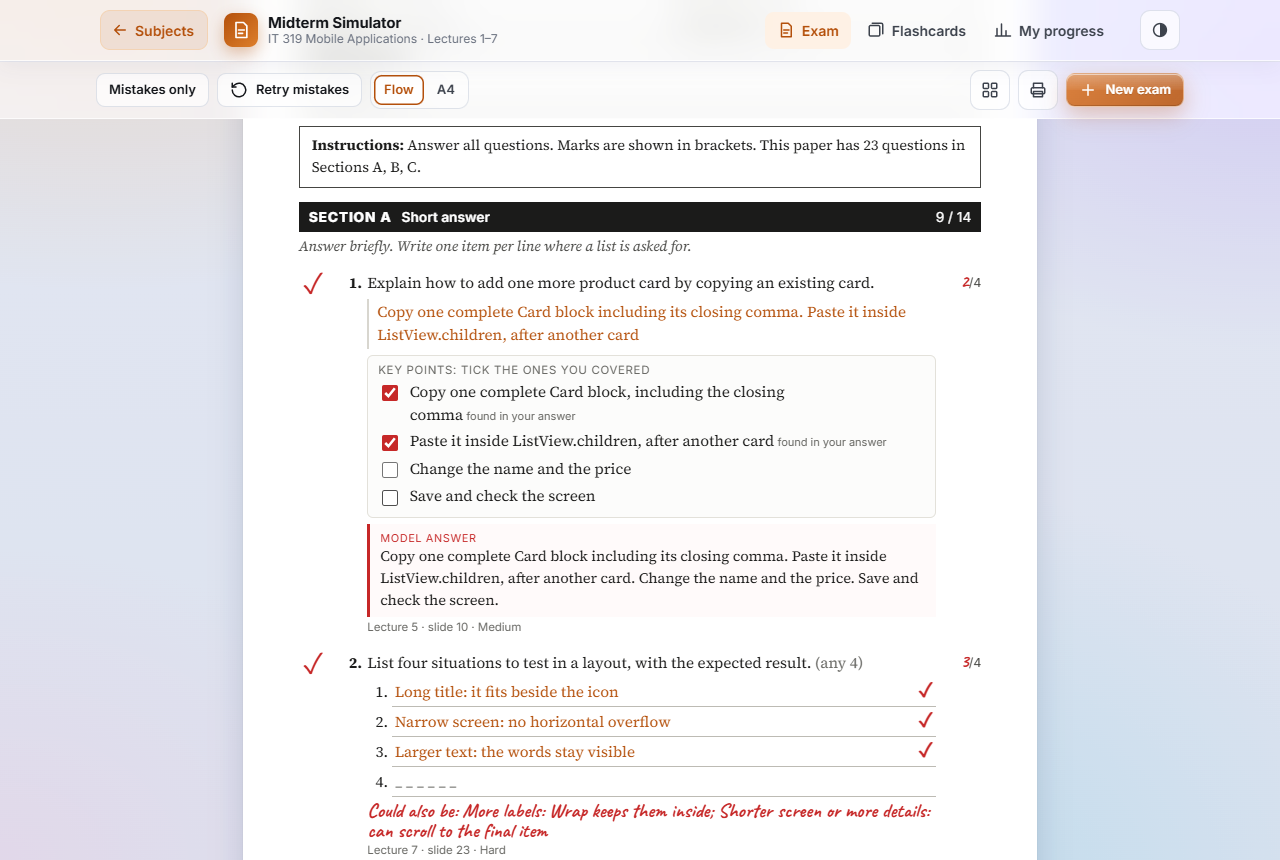 Subjects
Midterm Simulator
IT 319 Mobile Applications · Lectures 1–7
Exam
Flashcards
My progress
Mistakes only
Retry mistakes
Flow
A4
New exam
Instructions: Answer all questions. Marks are shown in brackets. This paper has 23 questions in
Sections A, B, C.
SECTION A Short answer 9 / 14
Answer briefly. Write one item per line where a list is asked for.
1. Explain how to add one more product card by copying an existing card. 2/4
Copy one complete Card block including its closing comma. Paste it inside
ListView.children, after another card
KEY POINTS: TICK THE ONES YOU COVERED
Copy one complete Card block, including the closing
comma found in your answer
Paste it inside ListView.children, after another card found in your answer
Change the name and the price
Save and check the screen
MODEL ANSWER
Copy one complete Card block including its closing comma. Paste it inside
ListView.children, after another card. Change the name and the price. Save and
check the screen.
Lecture 5 · slide 10 · Medium
2. List four situations to test in a layout, with the expected result. (any 4) 3/4
1. Long title: it fits beside the icon
2. Narrow screen: no horizontal overflow
3. Larger text: the words stay visible
4. _ _ _ _ _ _
Could also be: More labels: Wrap keeps them inside; Shorter screen or more details:
can scroll to the final item
Lecture 7 · slide 23 · Hard